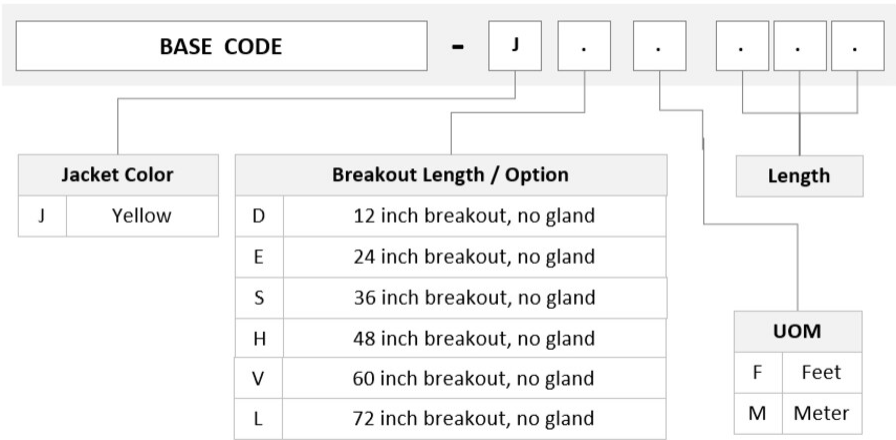 BASE CODE - J . . . . .
Jacket Color
J Yellow
Breakout Length / Option
D 12 inch breakout, no gland
E 24 inch breakout, no gland
S 36 inch breakout, no gland
H 48 inch breakout, no gland
V 60 inch breakout, no gland
L 72 inch breakout, no gland
Length
UOM
F Feet
M Meter